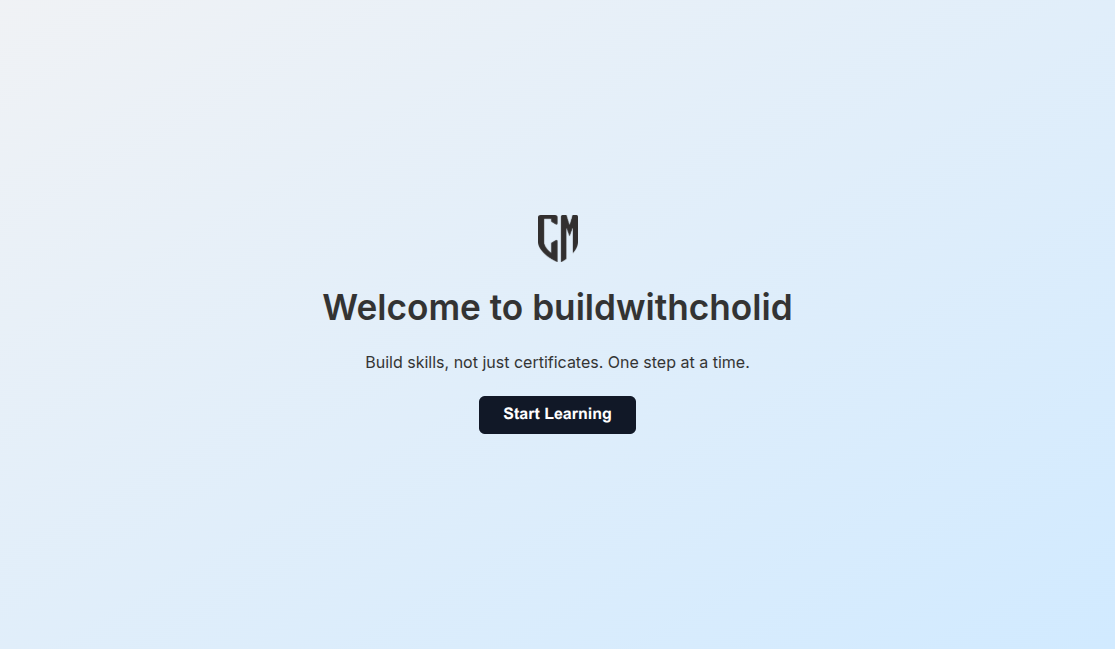 CM
Welcome to buildwithcholid
Build skills, not just certificates. One step at a time.
Start Learning